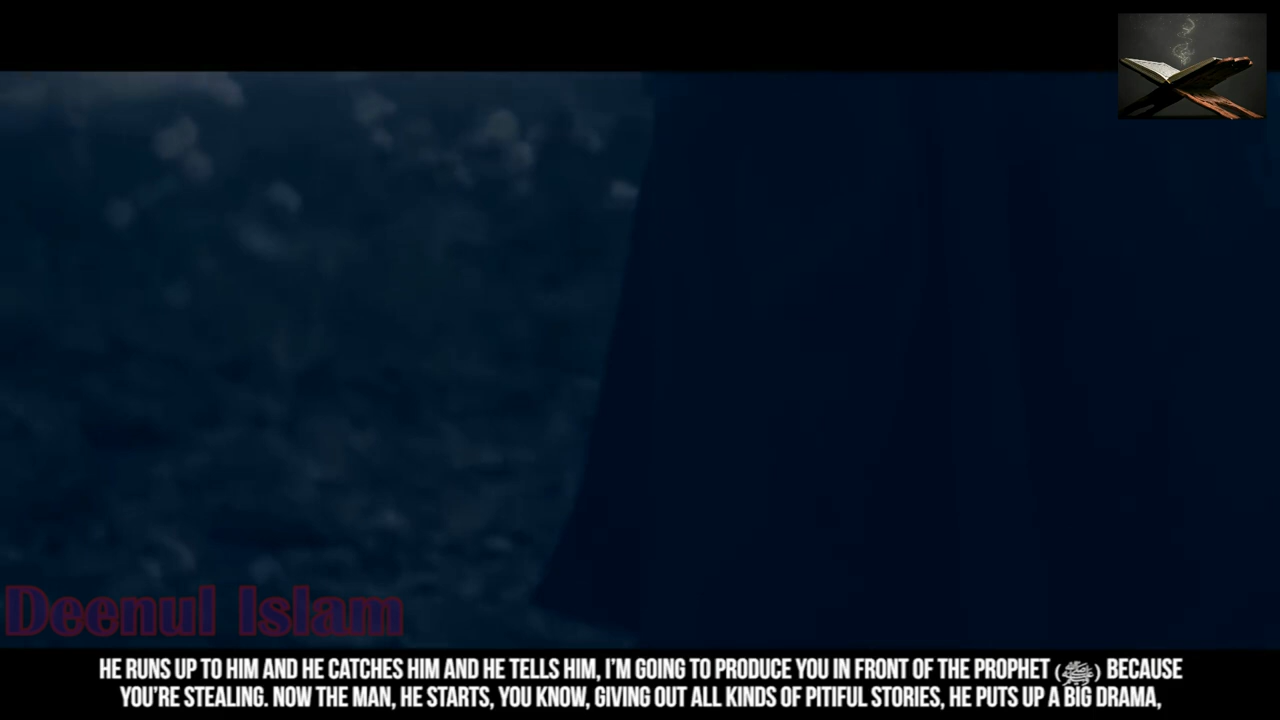 Deenul Islam
HE RUNS UP TO HIM AND HE CATCHES HIM AND HE TELLS HIM, I'M GOING TO PRODUCE YOU IN FRONT OF THE PROPHET (ﷺ) BECAUSE
YOU'RE STEALING. NOW THE MAN, HE STARTS, YOU KNOW, GIVING OUT ALL KINDS OF PITIFUL STORIES, HE PUTS UP A BIG DRAMA,